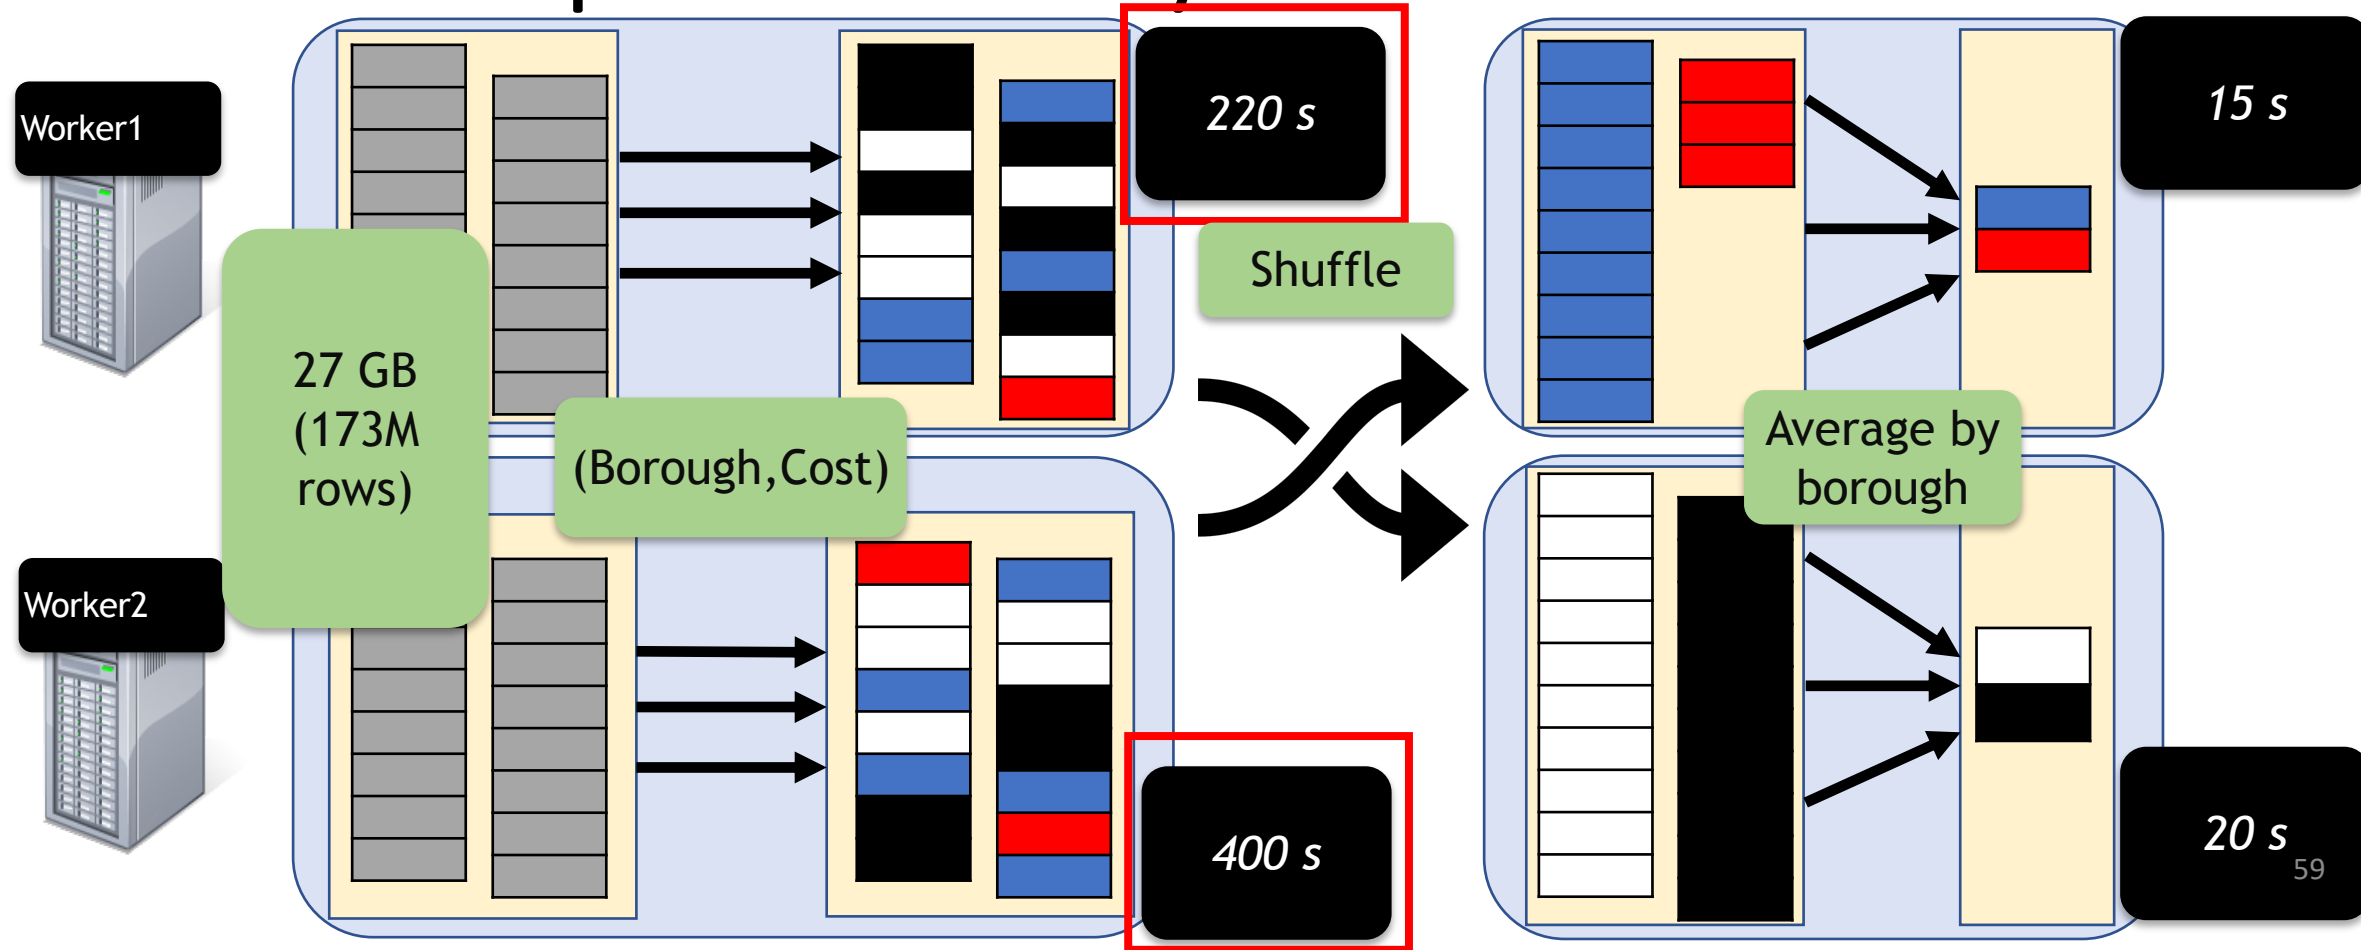 Worker1
220 s
15 s
Shuffle
27 GB
(173M
rows)
(Borough,Cost)
Average by
borough
Worker2
400 s
20 s
59